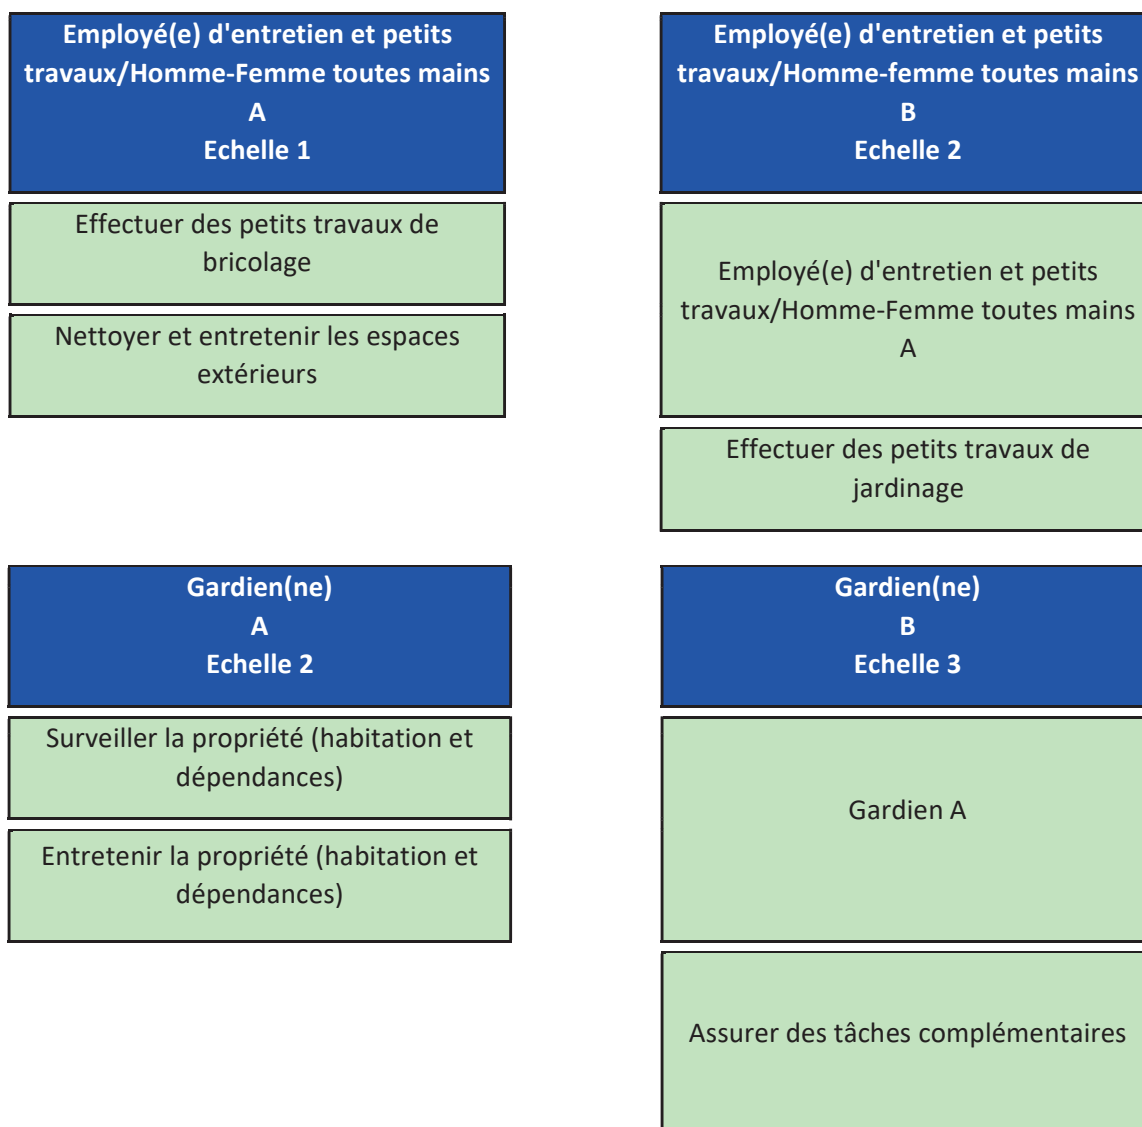 Employé(e) d'entretien et petits
travaux/Homme-Femme toutes mains
A
Echelle 1
Effectuer des petits travaux de
bricolage
Nettoyer et entretenir les espaces
extérieurs
Employé(e) d'entretien et petits
travaux/Homme-femme toutes mains
B
Echelle 2
Employé(e) d'entretien et petits
travaux/Homme-Femme toutes mains
A
Effectuer des petits travaux de
jardinage
Gardien(ne)
A
Echelle 2
Surveiller la propriété (habitation et
dépendances)
Entretenir la propriété (habitation et
dépendances)
Gardien(ne)
B
Echelle 3
Gardien A
Assurer des tâches complémentaires